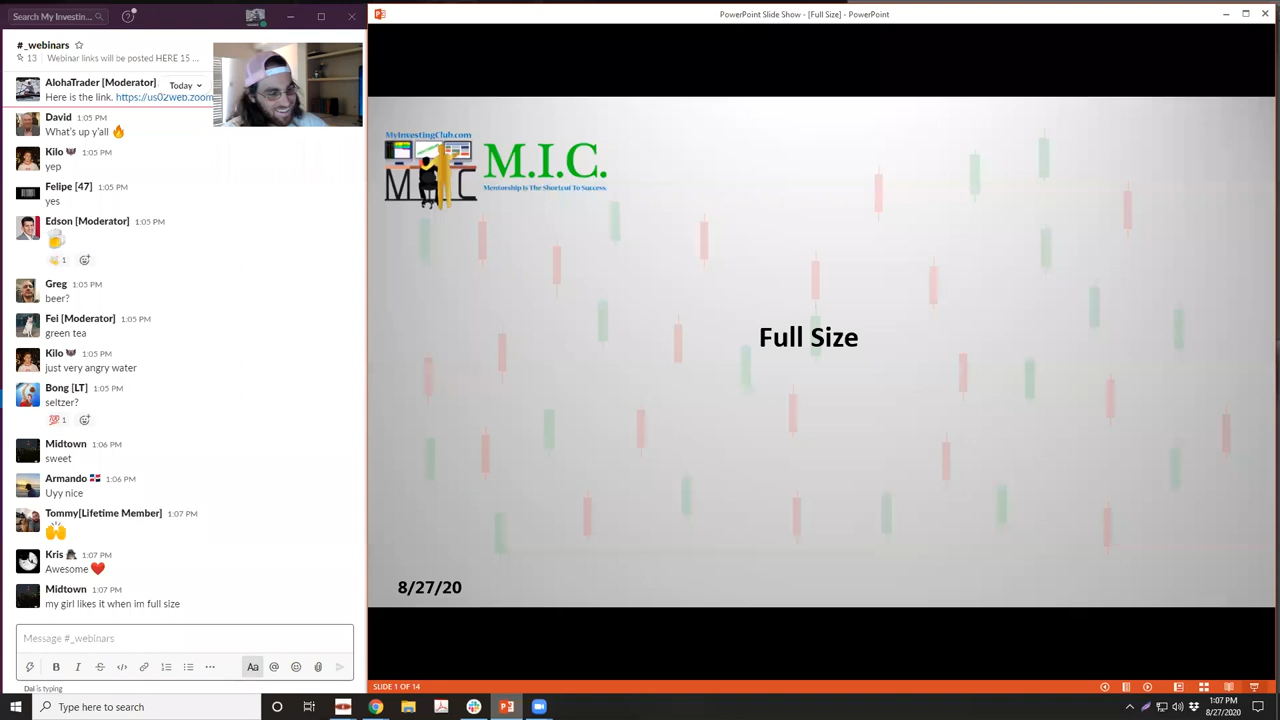 Search My Investin...
PowerPoint Slide Show - [Full Size] - PowerPoint
#_webinars
13 Webinar links will be posted HERE 15 ...
AlohaTrader [Moderator]
Today
Here is the link. https://us02web.zoom
David 1:05 PM
What's up y'all 🔥
Kilo 1:05 PM
yep
Felipe [47] 1:05 PM
yes
Edson [Moderator] 1:05 PM
🍺
1
Greg 1:05 PM
beer?
Fei [Moderator] 1:05 PM
green tea
Kilo 1:05 PM
just very angry water
Bong [LT] 1:05 PM
seltzer?
💯 1
Midtown 1:06 PM
sweet
Armando 🇩🇴 1:06 PM
Uyy nice
Tommy[Lifetime Member] 1:07 PM
🙌
Kris 1:07 PM
Awesome ❤️
Midtown 1:07 PM
my girl likes it when im full size
Message #_webinars
B I S </> Aa @
Dal is typing
MyInvestingClub.com
MIC
M.I.C.
Mentorship Is The Shortcut To Success.
Full Size
8/27/20
SLIDE 1 OF 14
Type here to search
1:07 PM
8/27/2020